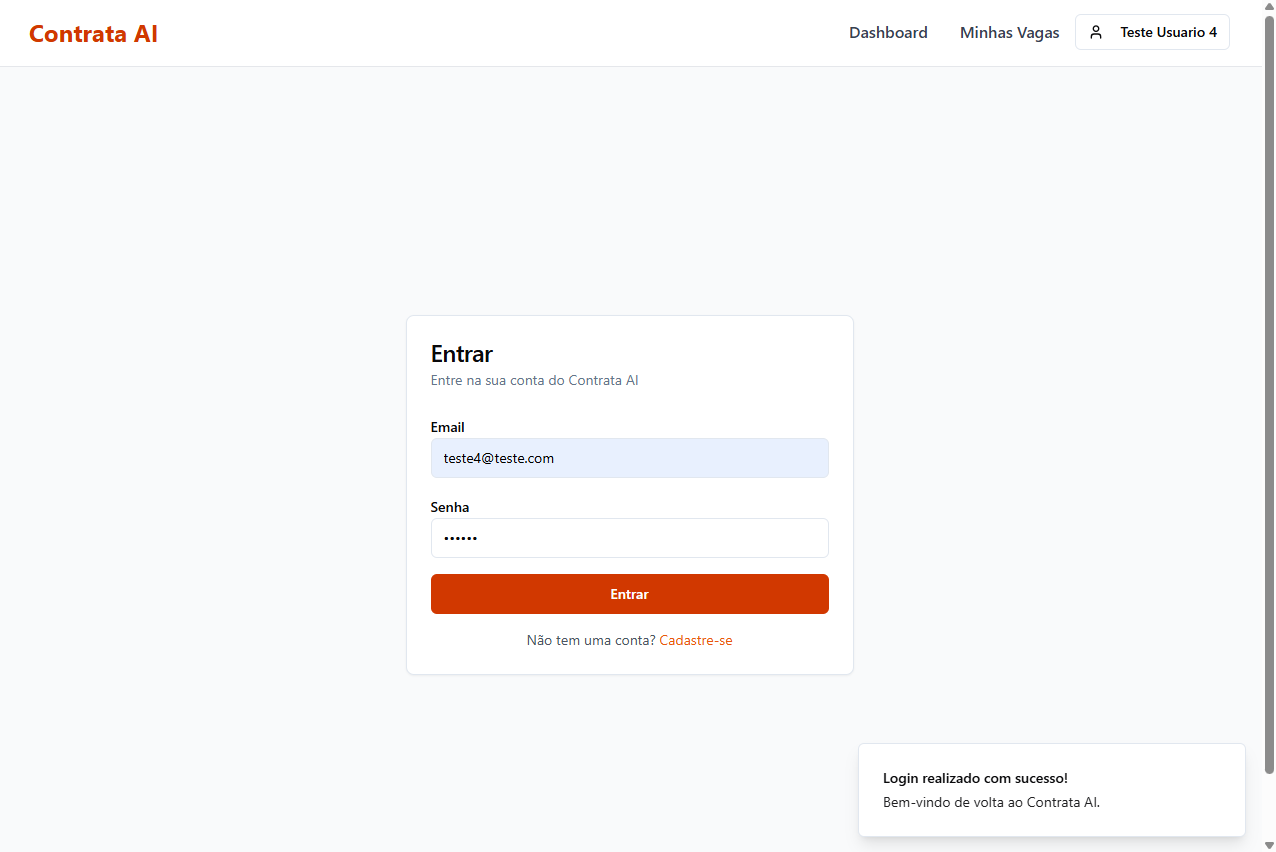 Contrata AI
Dashboard
Minhas Vagas
Teste Usuario 4
Entrar
Entre na sua conta do Contrata AI
Email
teste4@teste.com
Senha
••••••
Entrar
Não tem uma conta? Cadastre-se
Login realizado com sucesso!
Bem-vindo de volta ao Contrata AI.